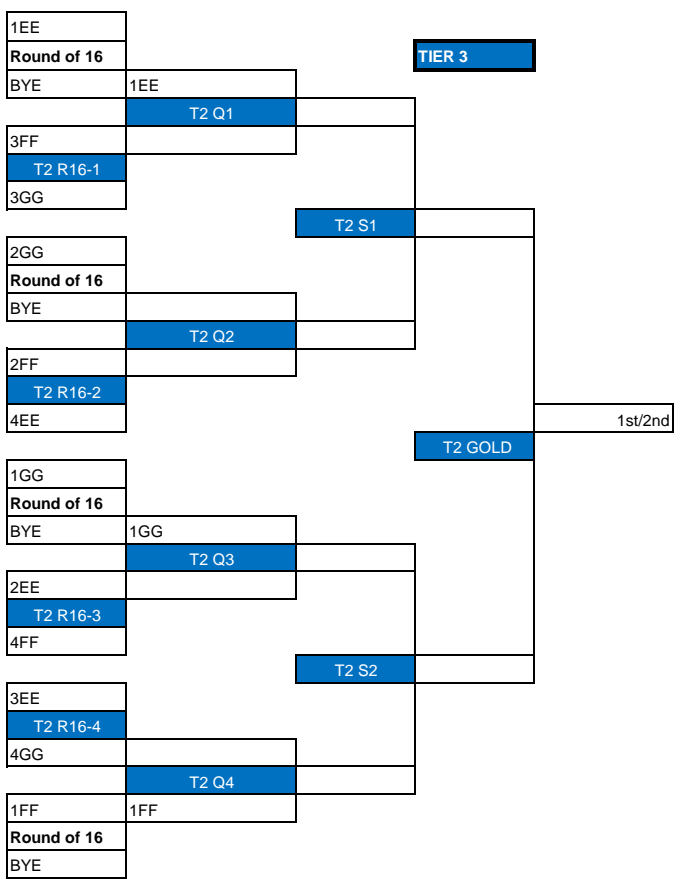 1EE
Round of 16
TIER 3
BYE
1EE
T2 Q1
3FF
T2 R16-1
3GG
T2 S1
2GG
Round of 16
BYE
T2 Q2
2FF
T2 R16-2
4EE
1st/2nd
T2 GOLD
1GG
Round of 16
BYE
1GG
T2 Q3
2EE
T2 R16-3
4FF
T2 S2
3EE
T2 R16-4
4GG
T2 Q4
1FF
1FF
Round of 16
BYE